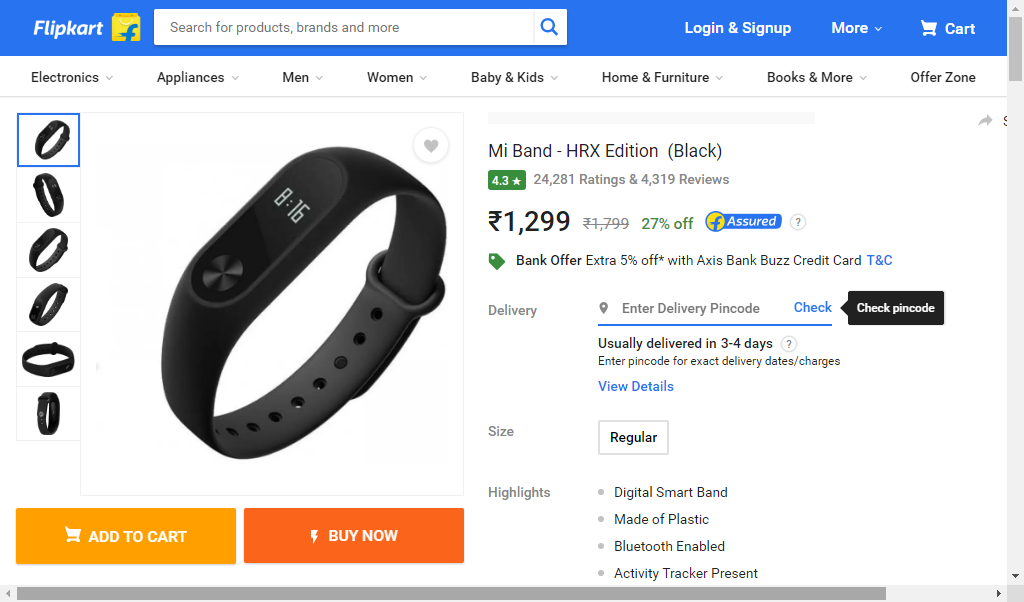 Flipkart
Search for products, brands and more
Login & Signup
More
Cart
Electronics
Appliances
Men
Women
Baby & Kids
Home & Furniture
Books & More
Offer Zone
8:16
Mi Band - HRX Edition (Black)
4.3 ★ 24,281 Ratings & 4,319 Reviews
₹1,299 ₹1,799 27% off Assured ?
Bank Offer Extra 5% off* with Axis Bank Buzz Credit Card T&C
Delivery
Enter Delivery Pincode Check
Check pincode
Usually delivered in 3-4 days ?
Enter pincode for exact delivery dates/charges
View Details
Size
Regular
Highlights
Digital Smart Band
Made of Plastic
Bluetooth Enabled
Activity Tracker Present
ADD TO CART
BUY NOW